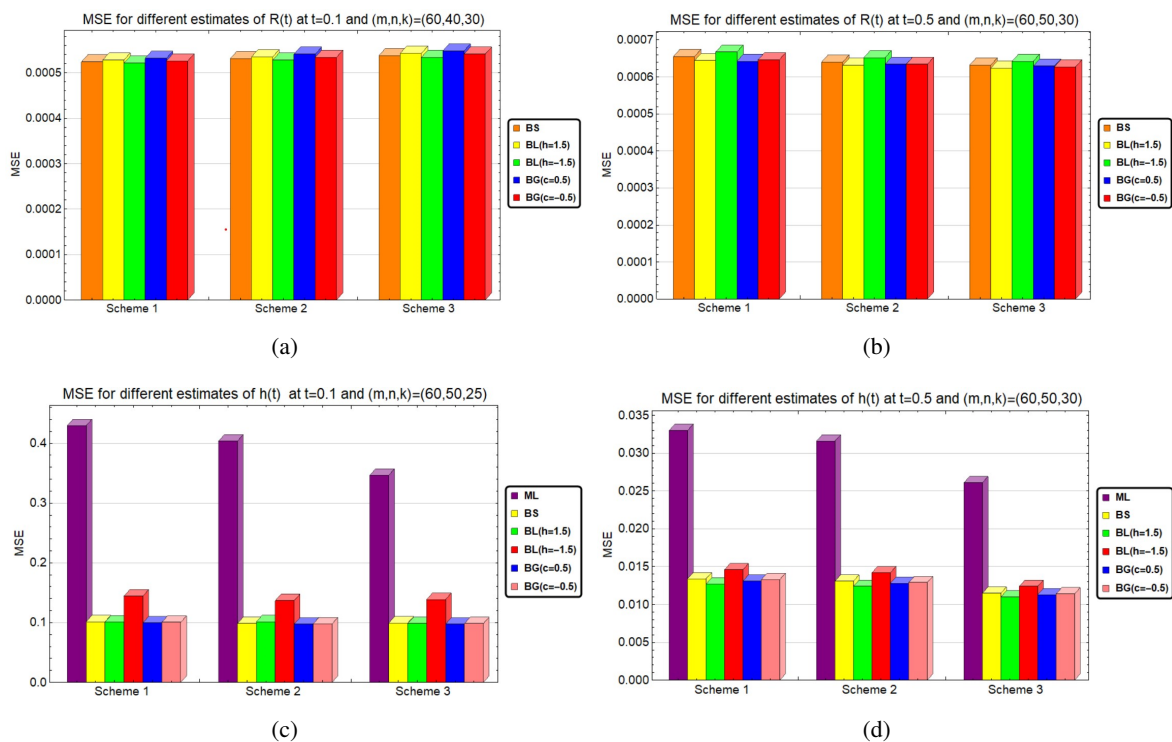 MSE for different estimates of R(t) at t=0.1 and (m,n,k)=(60,40,30)
MSE
0.0005
0.0004
0.0003
0.0002
0.0001
0.0000
Scheme 1
Scheme 2
Scheme 3
BS
BL(h=1.5)
BL(h=−1.5)
BG(c=0.5)
BG(c=−0.5)
(a)
MSE for different estimates of R(t) at t=0.5 and (m,n,k)=(60,50,30)
MSE
0.0007
0.0006
0.0005
0.0004
0.0003
0.0002
0.0001
0.0000
Scheme 1
Scheme 2
Scheme 3
BS
BL(h=1.5)
BL(h=−1.5)
BG(c=0.5)
BG(c=−0.5)
(b)
MSE for different estimates of h(t) at t=0.1 and (m,n,k)=(60,50,25)
MSE
0.4
0.3
0.2
0.1
0.0
Scheme 1
Scheme 2
Scheme 3
ML
BS
BL(h=1.5)
BL(h=−1.5)
BG(c=0.5)
BG(c=−0.5)
(c)
MSE for different estimates of h(t) at t=0.5 and (m,n,k)=(60,50,30)
MSE
0.035
0.030
0.025
0.020
0.015
0.010
0.005
0.000
Scheme 1
Scheme 2
Scheme 3
ML
BS
BL(h=1.5)
BL(h=−1.5)
BG(c=0.5)
BG(c=−0.5)
(d)